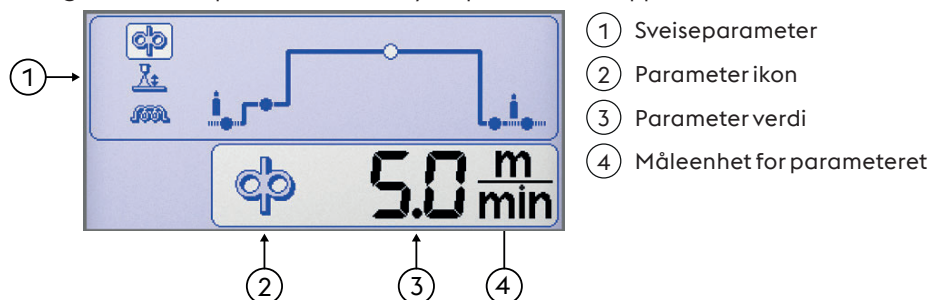 1
1 Sveiseparameter
2 Parameter ikon
3 Parameter verdi
4 Måleenhet for parameteret
5.0 m/min
2 3 4